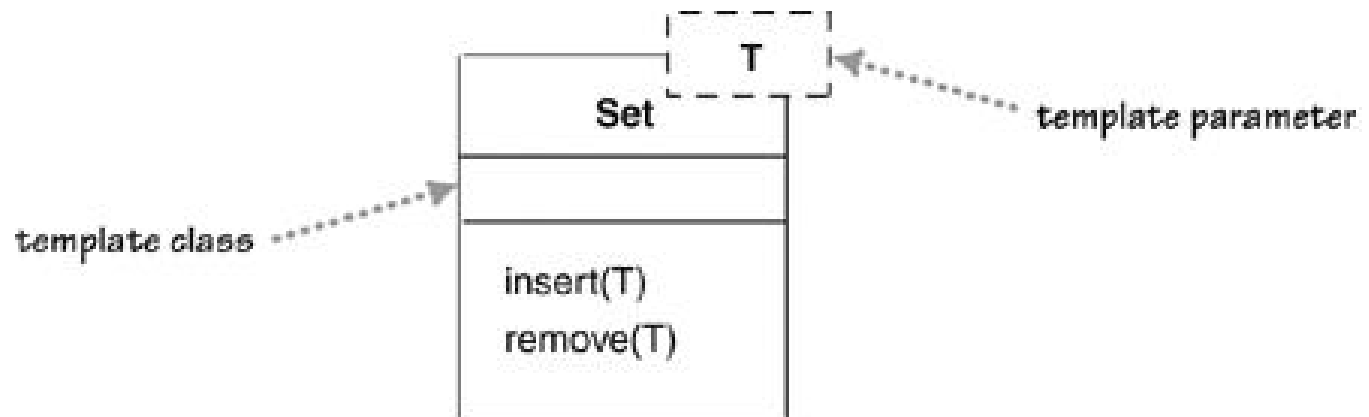 T
Set
template parameter
template class
insert(T)
remove(T)